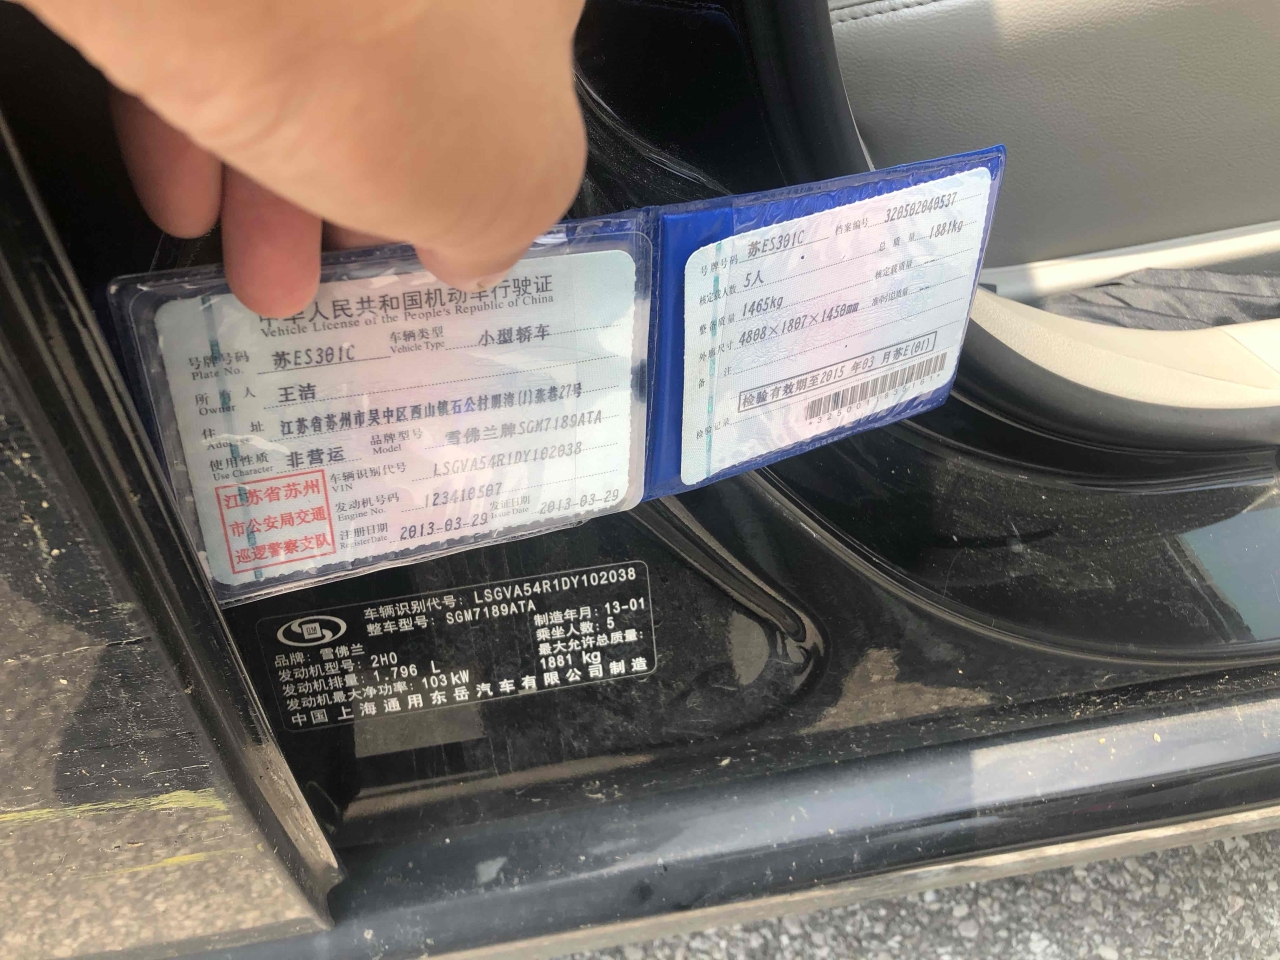 中华人民共和国机动车行驶证
Vehicle License of the People's Republic of China
号牌号码 苏ES301C 车辆类型 小型轿车
Plate No. Vehicle Type
所有人 王洁
Owner
住址 江苏省苏州市吴中区西山镇石公村明湾(1)张巷27号
使用性质 非营运 品牌型号 雪佛兰牌SGM7189ATA
Use Character Model
江苏省苏州
市公安局交通
巡逻警察支队
车辆识别代号 LSGVA54R1DY102038
VIN
发动机号码 123410507
Engine No.
注册日期 2013-03-29 发证日期 2013-03-29
Register Date Issue Date
号牌号码 苏ES301C 档案编号 320502040537
核定载人数 5人 总质量 1881kg
整备质量 1465kg 核定载质量 --
外廓尺寸 4808×1807×1450mm 准牵引总质量 --
备注
检验有效期至2015年03月苏E(01)
检验记录
车辆识别代号: LSGVA54R1DY102038
整车型号: SGM7189ATA
GM
品牌: 雪佛兰 制造年月: 13-01
发动机型号: 2H0 乘坐人数: 5
发动机排量: 1.796 L 最大允许总质量:
发动机最大净功率: 103kW 1881 kg
中国 上海通用东岳汽车有限公司制造